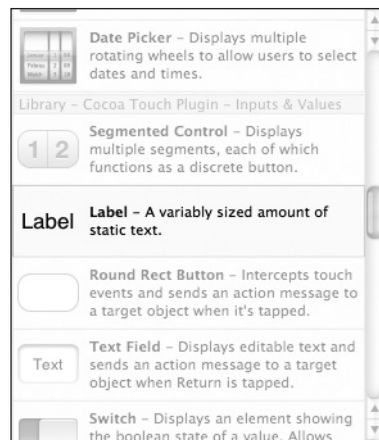 Date Picker – Displays multiple
rotating wheels to allow users to select
dates and times.
Library – Cocoa Touch Plugin – Inputs & Values
1 2
Segmented Control – Displays
multiple segments, each of which
functions as a discrete button.
Label
Label – A variably sized amount of
static text.
Round Rect Button – Intercepts touch
events and sends an action message to
a target object when it's tapped.
Text
Text Field – Displays editable text and
sends an action message to a target
object when Return is tapped.
Switch – Displays an element showing
the boolean state of a value. Allows